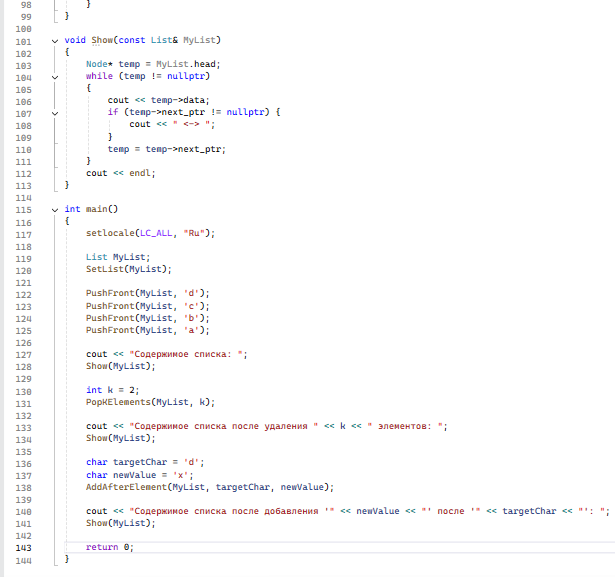 98 }
99 }
100
101 void Show(const List& MyList)
102 {
103 Node* temp = MyList.head;
104 while (temp != nullptr)
105 {
106 cout << temp->data;
107 if (temp->next_ptr != nullptr) {
108 cout << " <-> ";
109 }
110 temp = temp->next_ptr;
111 }
112 cout << endl;
113 }
114
115 int main()
116 {
117 setlocale(LC_ALL, "Ru");
118
119 List MyList;
120 SetList(MyList);
121
122 PushFront(MyList, 'd');
123 PushFront(MyList, 'c');
124 PushFront(MyList, 'b');
125 PushFront(MyList, 'a');
126
127 cout << "Содержимое списка: ";
128 Show(MyList);
129
130 int k = 2;
131 PopKElements(MyList, k);
132
133 cout << "Содержимое списка после удаления " << k << " элементов: ";
134 Show(MyList);
135
136 char targetChar = 'd';
137 char newValue = 'x';
138 AddAfterElement(MyList, targetChar, newValue);
139
140 cout << "Содержимое списка после добавления '" << newValue << "' после '" << targetChar << "': ";
141 Show(MyList);
142
143 return 0;
144 }